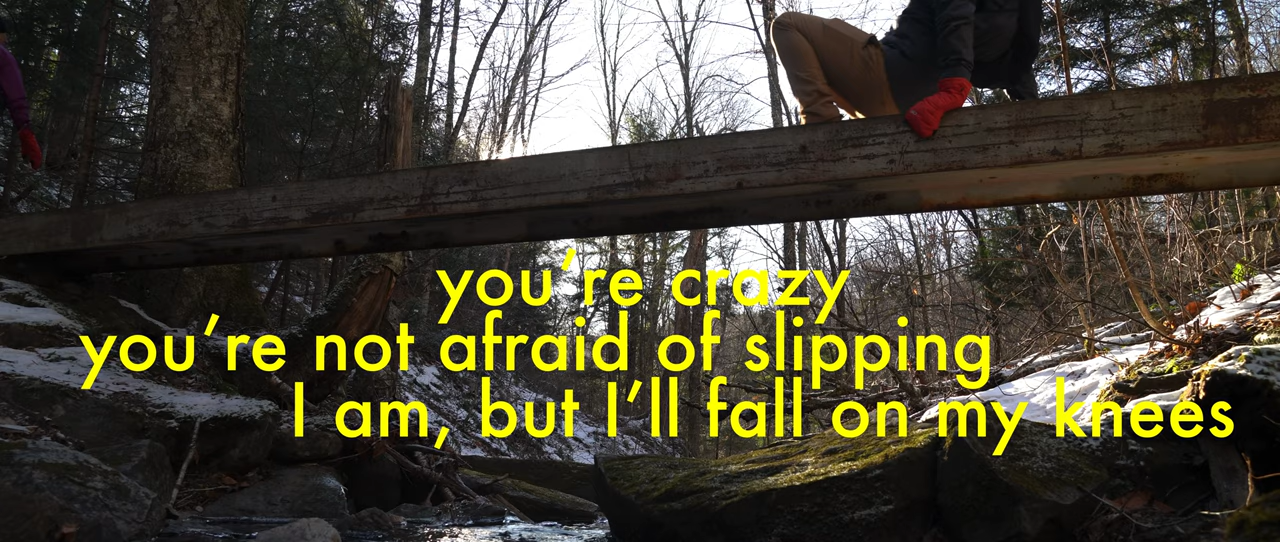 you’re crazy
you’re not afraid of slipping
I am, but I’ll fall on my knees